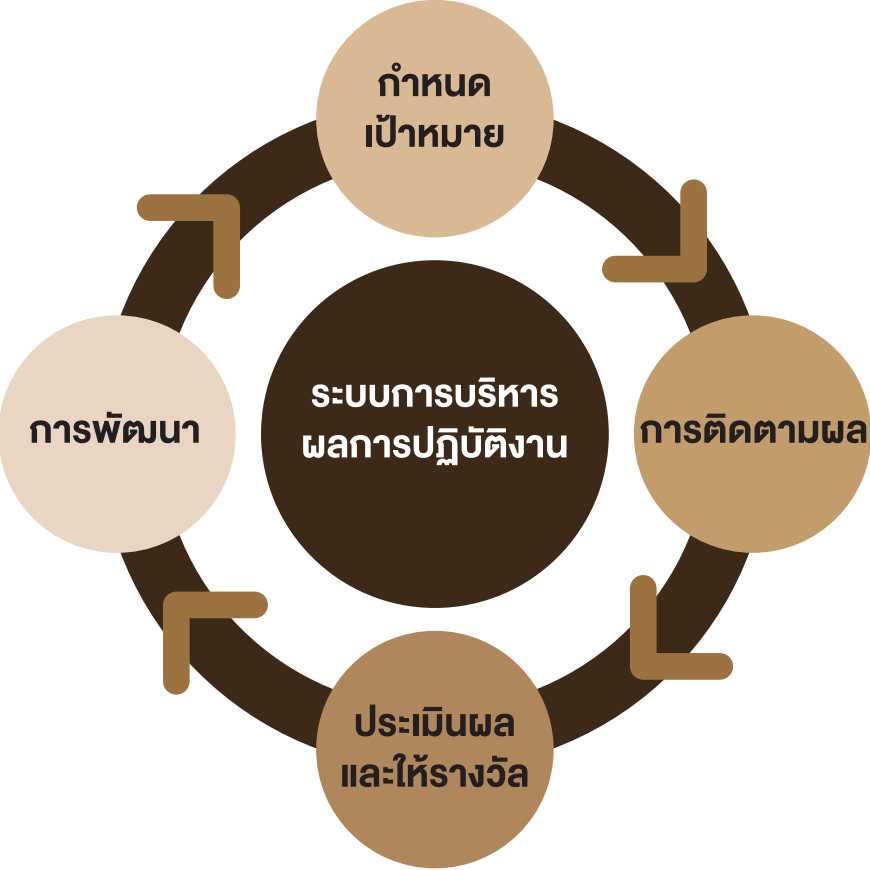 กำหนด
เป้าหมาย
ระบบการบริหาร
ผลการปฏิบัติงาน
การพัฒนา
การติดตามผล
ประเมินผล
และให้รางวัล